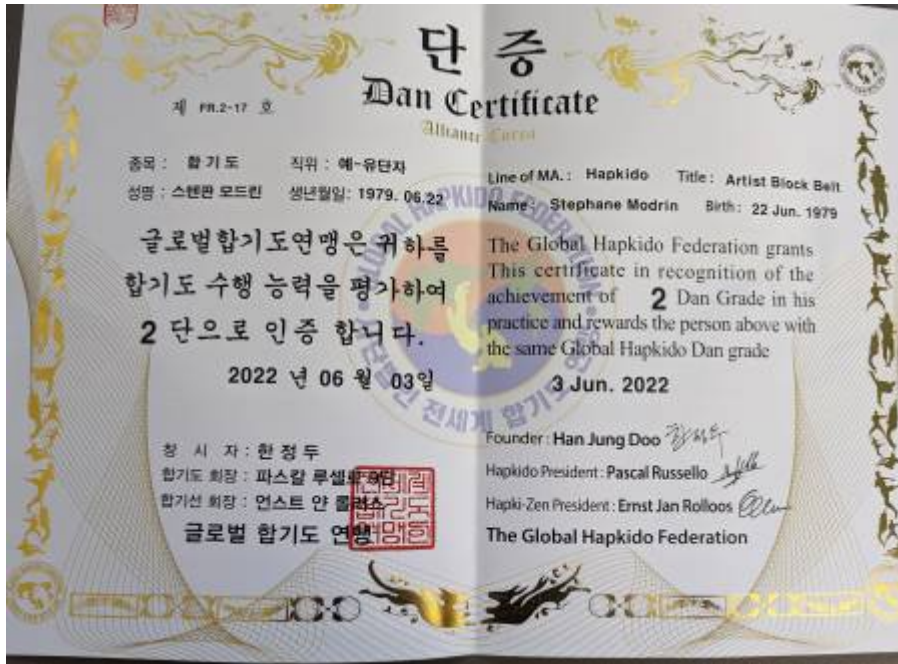 단 증
Dan Certificate
제 FR.2-17 호
종목 : 합기도 직위 : 예-유단자
성명 : 스텐판 모드린 생년월일: 1979. 06.22
글로벌합기도연맹은 귀하를
합기도 수행 능력을 평가하여
2 단으로 인증 합니다.
2022 년 06 월 03일
창 시 자 : 한 정 두
합기도 회장 : 파스칼 루셀로
합기선 회장 : 언스트 얀 롤러스
글로벌 합기도 연맹
Line of MA. : Hapkido Title : Artist Block Belt
Name : Stephane Modrin Birth : 22 Jun. 1979
The Global Hapkido Federation grants
This certificate in recognition of the
achievement of 2 Dan Grade in his
practice and rewards the person above with
the same Global Hapkido Dan grade
3 Jun. 2022
Founder : Han Jung Doo
Hapkido President : Pascal Russello
Hapki-Zen President : Ernst Jan Rolloos
The Global Hapkido Federation
GLOBAL HAPKIDO FEDERATION